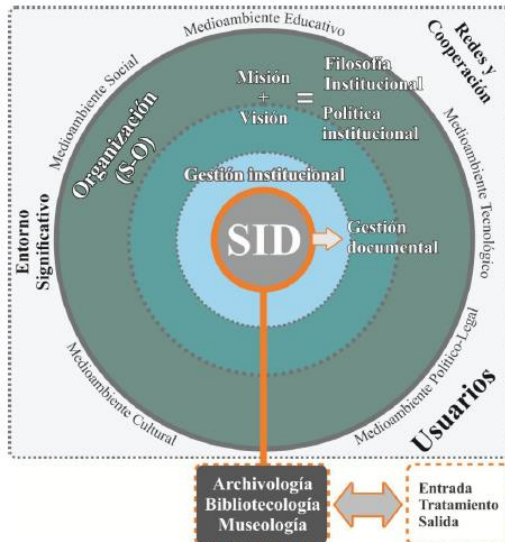 Medioambiente Educativo
Redes y
Cooperación
Medioambiente Social
Misión
+
Visión
=
Filosofía
Institucional
Política
institucional
Organización
(S-O)
Medioambiente Tecnológico
Gestión institucional
SID
Gestión
documental
Entorno
Significativo
Medioambiente Cultural
Medioambiente Político-Legal
Usuarios
Archivología
Bibliotecología
Museología
Entrada
Tratamiento
Salida